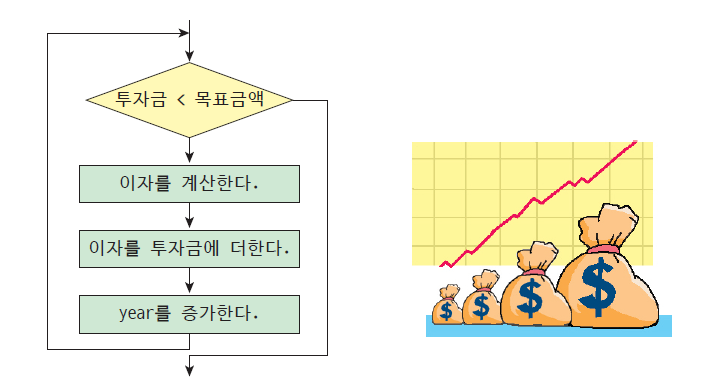 투자금 < 목표금액
이자를 계산한다.
이자를 투자금에 더한다.
year를 증가한다.
$
$
$
$